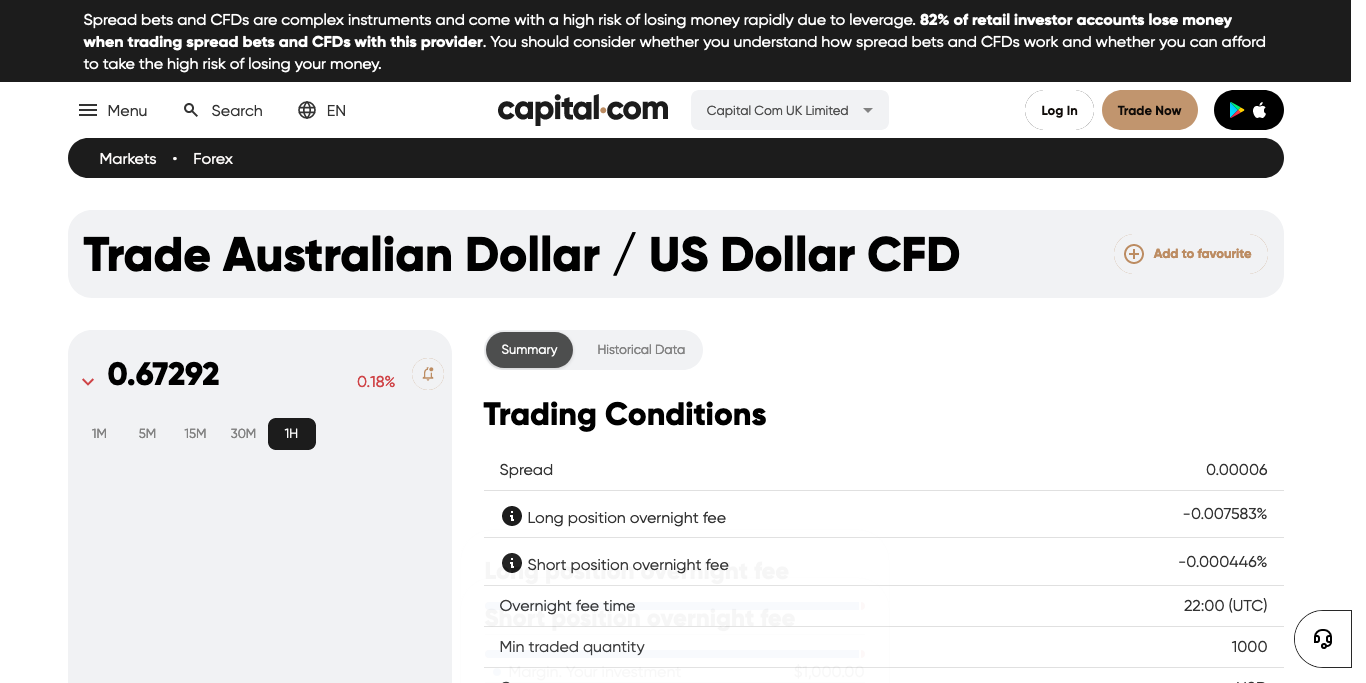 Spread bets and CFDs are complex instruments and come with a high risk of losing money rapidly due to leverage. 82% of retail investor accounts lose money
when trading spread bets and CFDs with this provider. You should consider whether you understand how spread bets and CFDs work and whether you can afford
to take the high risk of losing your money.
Menu Search EN capital.com Capital Com UK Limited Log In Trade Now
Markets • Forex
Trade Australian Dollar / US Dollar CFD Add to favourite
0.67292 0.18%
1M 5M 15M 30M 1H
Summary Historical Data
Trading Conditions
Spread 0.00006
Long position overnight fee -0.007583%
Short position overnight fee -0.000446%
Long position overnight fee
Overnight fee time 22:00 (UTC)
Short position overnight fee
Min traded quantity 1000
Margin. Your investment $1,000.00